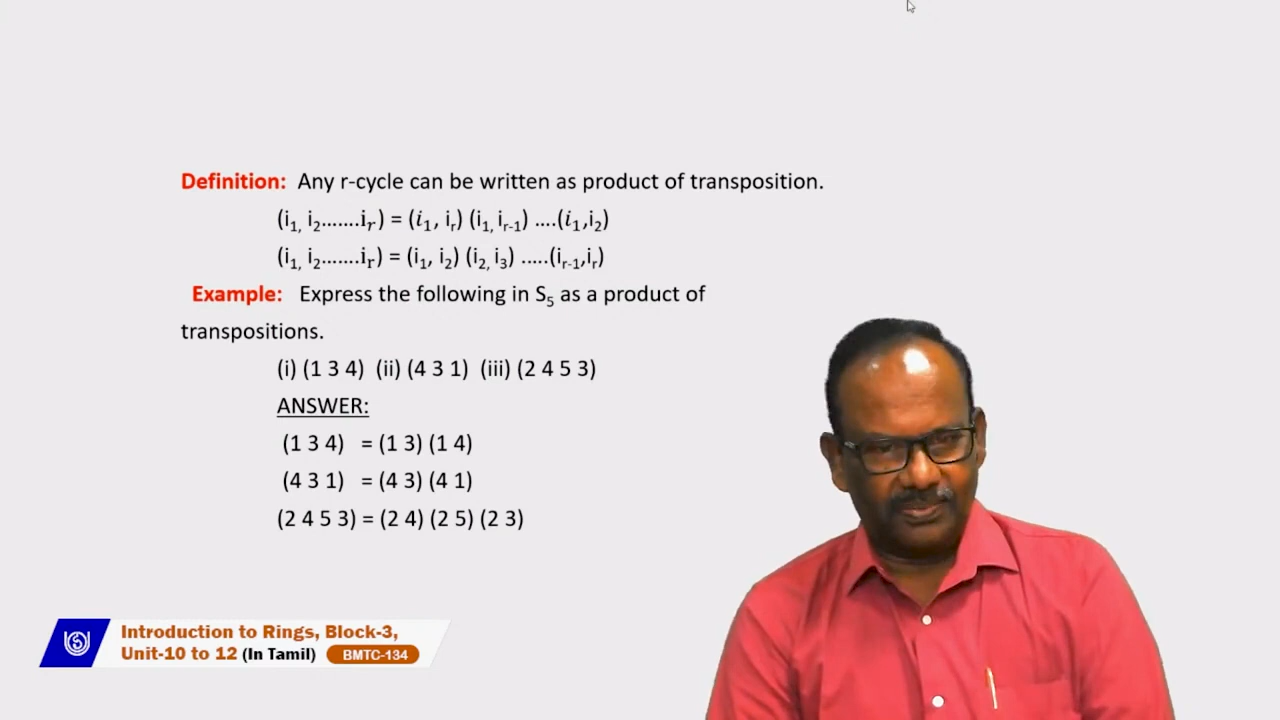 Definition: Any r-cycle can be written as product of transposition.
(i₁, i₂.......iᵣ) = (i₁, iᵣ) (i₁, iᵣ₋₁) ....(i₁,i₂)
(i₁, i₂.......iᵣ) = (i₁, i₂) (i₂, i₃) .....(iᵣ₋₁,iᵣ)
Example: Express the following in S₅ as a product of
transpositions.
(i) (1 3 4) (ii) (4 3 1) (iii) (2 4 5 3)
ANSWER:
(1 3 4) = (1 3) (1 4)
(4 3 1) = (4 3) (4 1)
(2 4 5 3) = (2 4) (2 5) (2 3)
Introduction to Rings, Block-3,
Unit-10 to 12 (In Tamil) BMTC-134